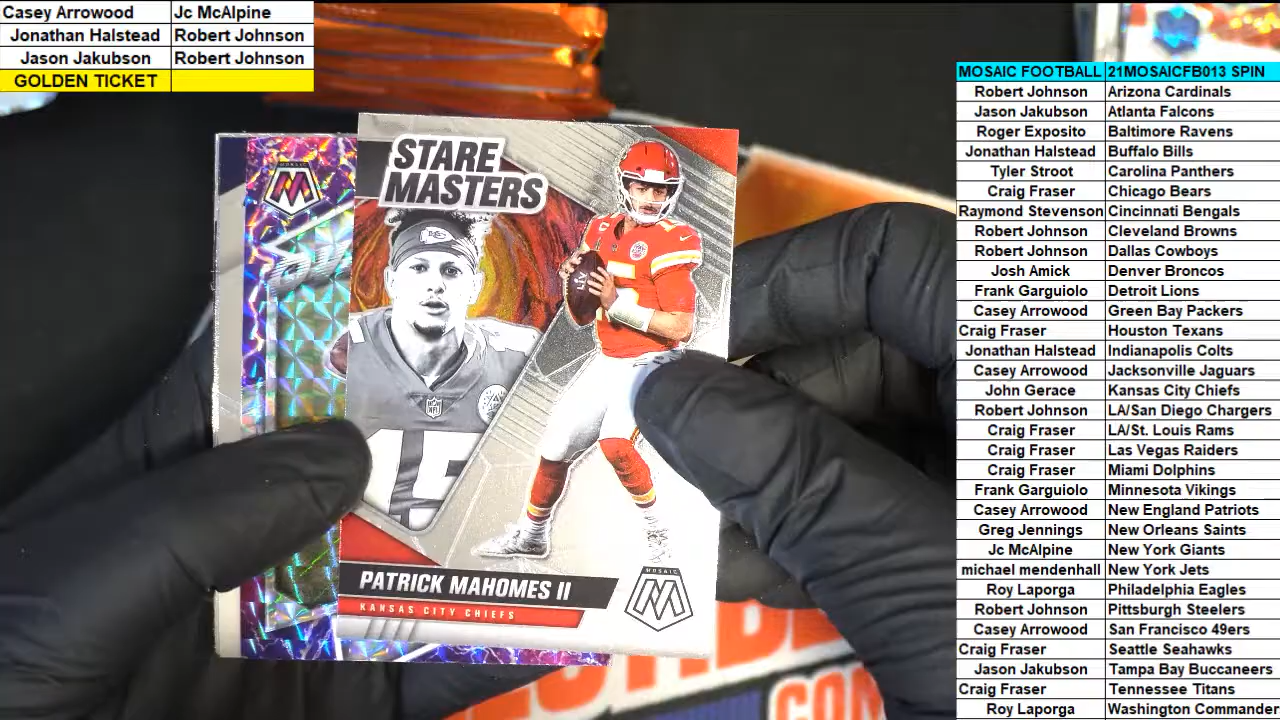 Casey Arrowood Jc McAlpine
Jonathan Halstead Robert Johnson
Jason Jakubson Robert Johnson
GOLDEN TICKET
MOSAIC FOOTBALL 21MOSAICFB013 SPIN
Robert Johnson Arizona Cardinals
Jason Jakubson Atlanta Falcons
Roger Exposito Baltimore Ravens
Jonathan Halstead Buffalo Bills
Tyler Stroot Carolina Panthers
Craig Fraser Chicago Bears
Raymond Stevenson Cincinnati Bengals
Robert Johnson Cleveland Browns
Robert Johnson Dallas Cowboys
Josh Amick Denver Broncos
Frank Garguiolo Detroit Lions
Casey Arrowood Green Bay Packers
Craig Fraser Houston Texans
Jonathan Halstead Indianapolis Colts
Casey Arrowood Jacksonville Jaguars
John Gerace Kansas City Chiefs
Robert Johnson LA/San Diego Chargers
Craig Fraser LA/St. Louis Rams
Craig Fraser Las Vegas Raiders
Craig Fraser Miami Dolphins
Frank Garguiolo Minnesota Vikings
Casey Arrowood New England Patriots
Greg Jennings New Orleans Saints
Jc McAlpine New York Giants
michael mendenhall New York Jets
Roy Laporga Philadelphia Eagles
Robert Johnson Pittsburgh Steelers
Casey Arrowood San Francisco 49ers
Craig Fraser Seattle Seahawks
Jason Jakubson Tampa Bay Buccaneers
Craig Fraser Tennessee Titans
Roy Laporga Washington Commander
STARE
MASTERS
MOSAIC
NFL
15
PATRICK MAHOMES II
KANSAS CITY CHIEFS
MOSAIC